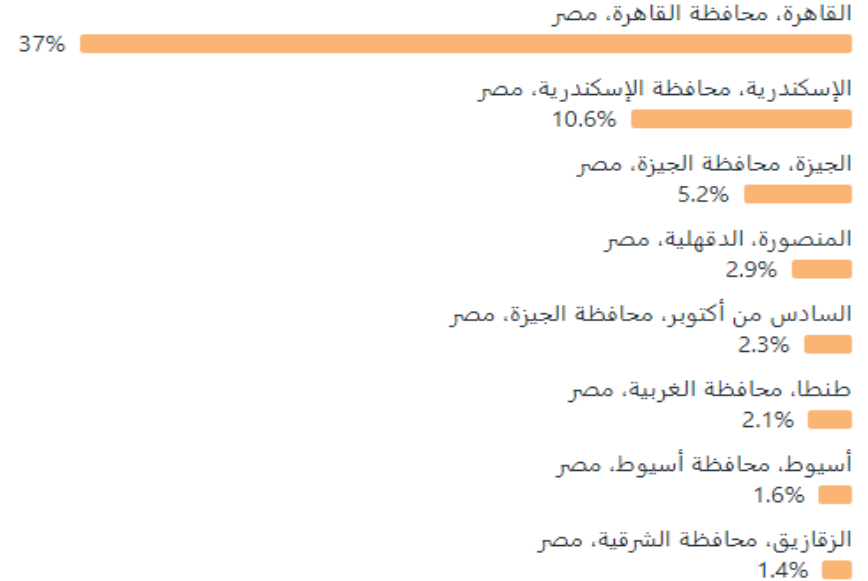 القاهرة، محافظة القاهرة، مصر
37%
الإسكندرية، محافظة الإسكندرية، مصر
10.6%
الجيزة، محافظة الجيزة، مصر
5.2%
المنصورة، الدقهلية، مصر
2.9%
السادس من أكتوبر، محافظة الجيزة، مصر
2.3%
طنطا، محافظة الغربية، مصر
2.1%
أسيوط، محافظة أسيوط، مصر
1.6%
الزقازيق، محافظة الشرقية، مصر
1.4%